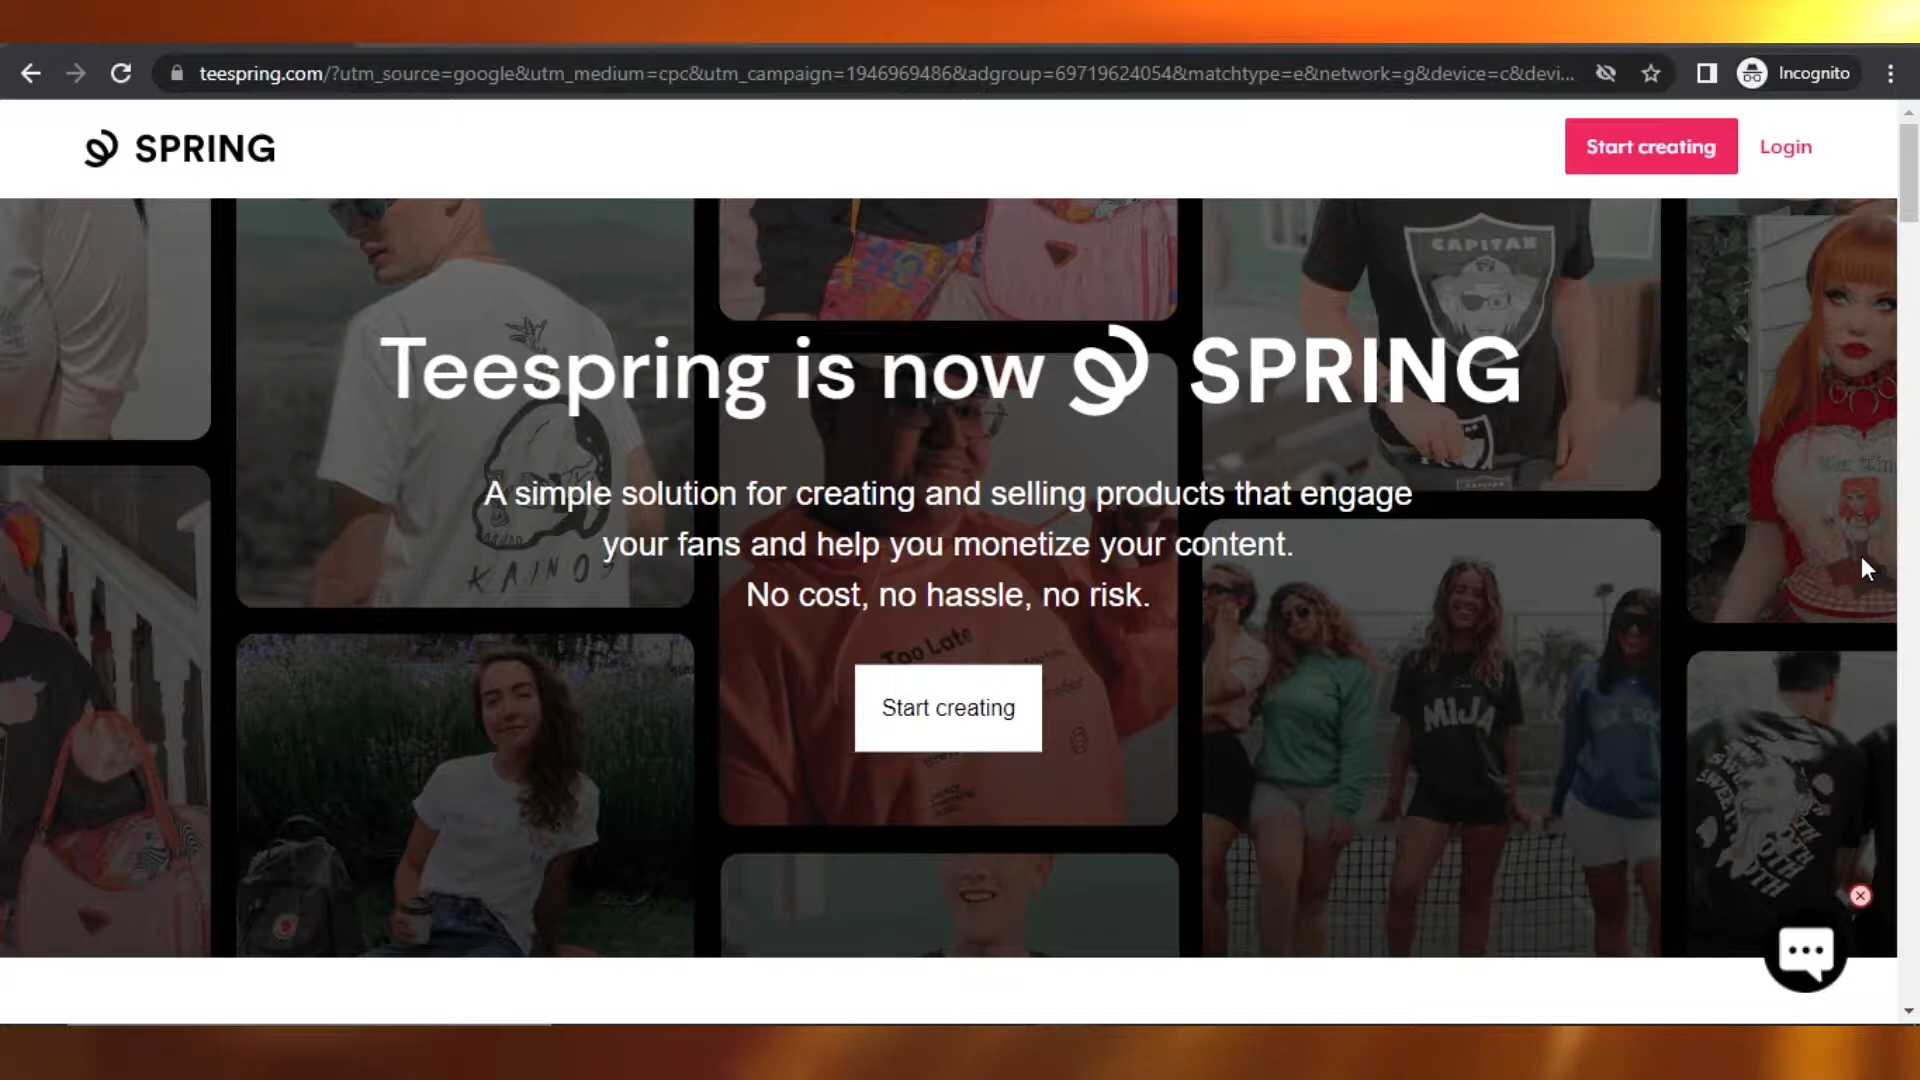 teespring.com/?utm_source=google&utm_medium=cpc&utm_campaign=1946969486&adgroup=69719624054&matchtype=e&network=g&device=c&devi...
Incognito
SPRING
Start creating
Login
CAPITAN
Teespring is now SPRING
A simple solution for creating and selling products that engage
your fans and help you monetize your content.
No cost, no hassle, no risk.
KAINOS
Too Late
Start creating
MIJA